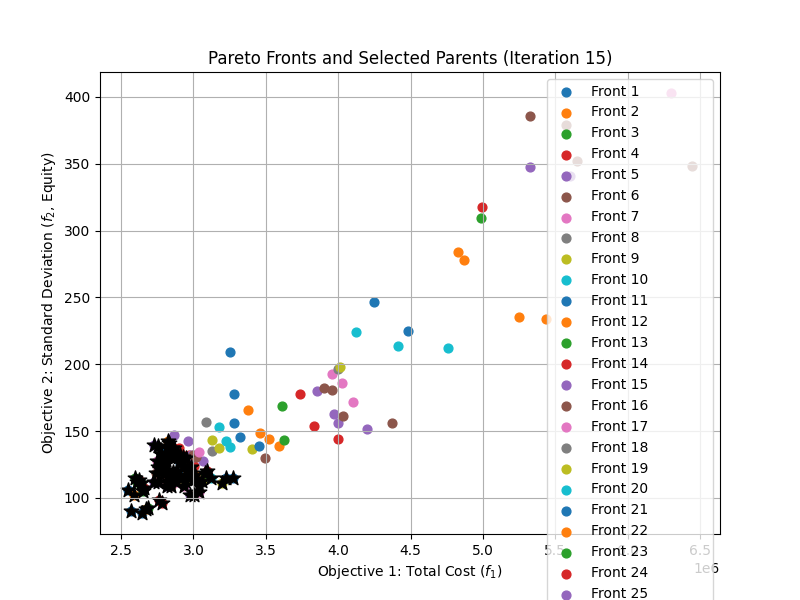 Pareto Fronts and Selected Parents (Iteration 15)
Objective 2: Standard Deviation (f₂, Equity)
400
350
300
250
200
150
100
2.5 3.0 3.5 4.0 4.5 5.0 5.5 6.0 6.5
1e6
Objective 1: Total Cost (f₁)
Front 1
Front 2
Front 3
Front 4
Front 5
Front 6
Front 7
Front 8
Front 9
Front 10
Front 11
Front 12
Front 13
Front 14
Front 15
Front 16
Front 17
Front 18
Front 19
Front 20
Front 21
Front 22
Front 23
Front 24
Front 25